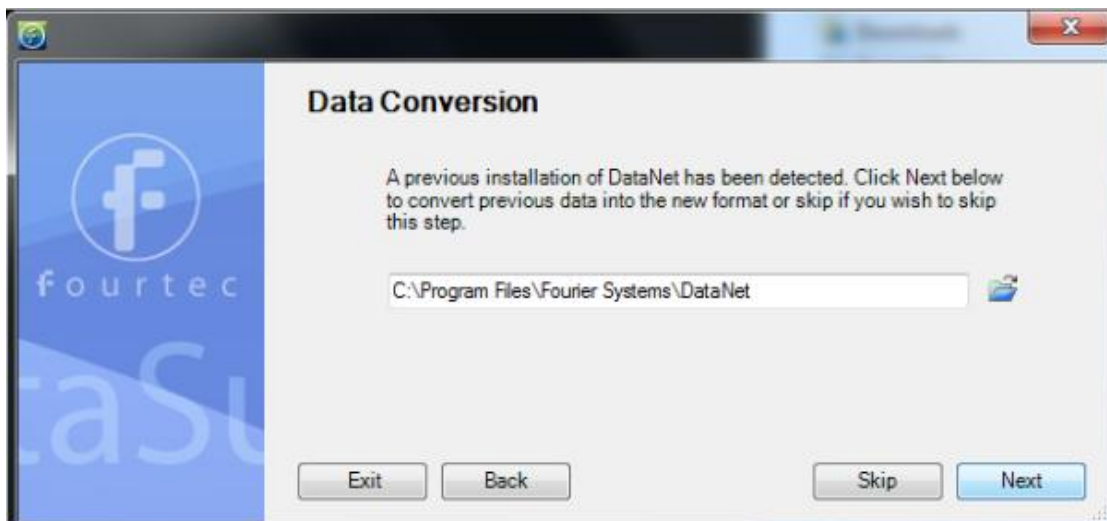 Data Conversion
A previous installation of DataNet has been detected. Click Next below
to convert previous data into the new format or skip if you wish to skip
this step.
fourtec
C:\Program Files\Fourier Systems\DataNet
taSu
Exit
Back
Skip
Next